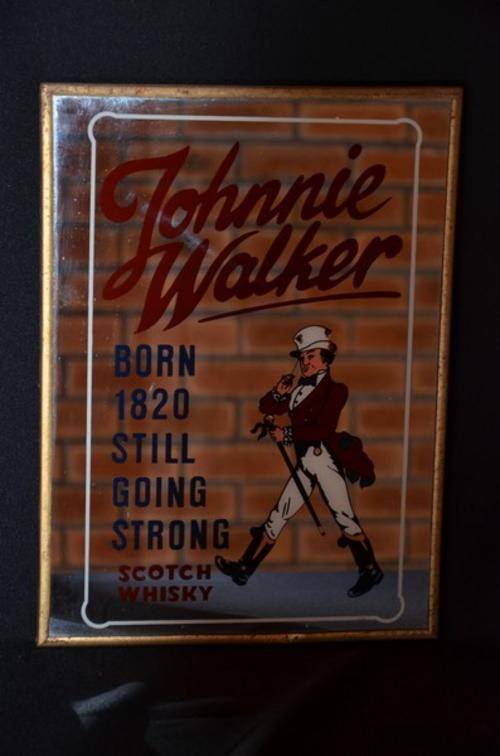 Johnnie
Walker
BORN
1820
STILL
GOING
STRONG
SCOTCH
WHISKY